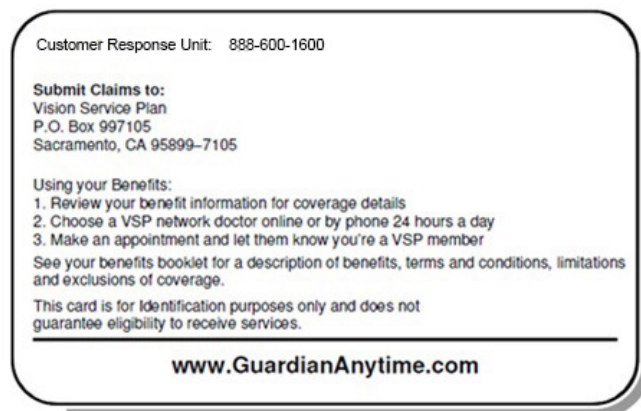 Customer Response Unit: 888-600-1600
Submit Claims to:
Vision Service Plan
P.O. Box 997105
Sacramento, CA 95899–7105
Using your Benefits:
1. Review your benefit information for coverage details
2. Choose a VSP network doctor online or by phone 24 hours a day
3. Make an appointment and let them know you're a VSP member
See your benefits booklet for a description of benefits, terms and conditions, limitations
and exclusions of coverage.
This card is for Identification purposes only and does not
guarantee eligibility to receive services.
www.GuardianAnytime.com